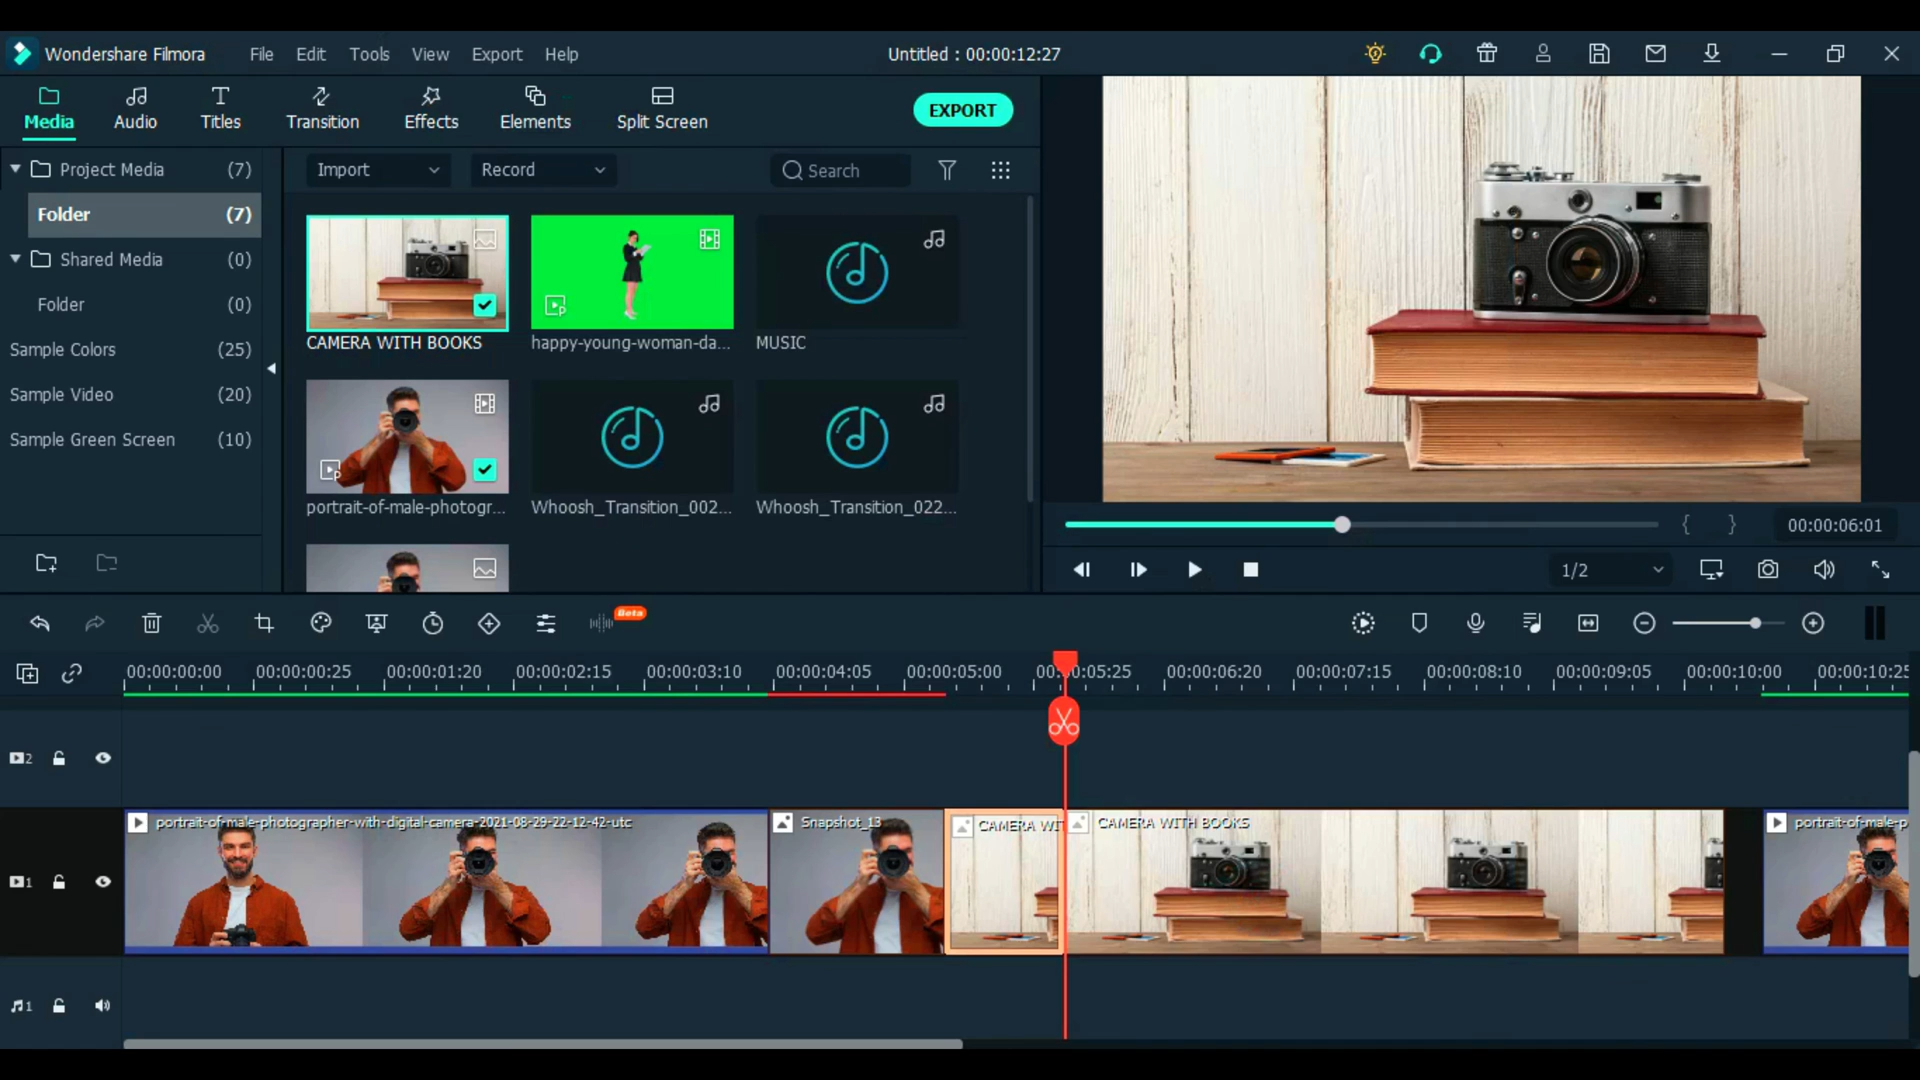 Wondershare Filmora
File
Edit
Tools
View
Export
Help
Untitled : 00:00:12:27
Media
Audio
Titles
Transition
Effects
Elements
Split Screen
EXPORT
Project Media (7)
Folder (7)
Shared Media (0)
Folder (0)
Sample Colors (25)
Sample Video (20)
Sample Green Screen (10)
Import
Record
Search
CAMERA WITH BOOKS
happy-young-woman-da...
MUSIC
portrait-of-male-photogr...
Whoosh_Transition_002...
Whoosh_Transition_022...
00:00:06:01
1/2
Beta
00:00:00:00
00:00:00:25
00:00:01:20
00:00:02:15
00:00:03:10
00:00:04:05
00:00:05:00
00:00:05:25
00:00:06:20
00:00:07:15
00:00:08:10
00:00:09:05
00:00:10:00
00:00:10:25
2
1
portrait-of-male-photographer-with-digital-camera-2021-08-29-22-12-42-utc
Snapshot_13
CAMERA WIT
CAMERA WITH BOOKS
portrait-of-male-p
1